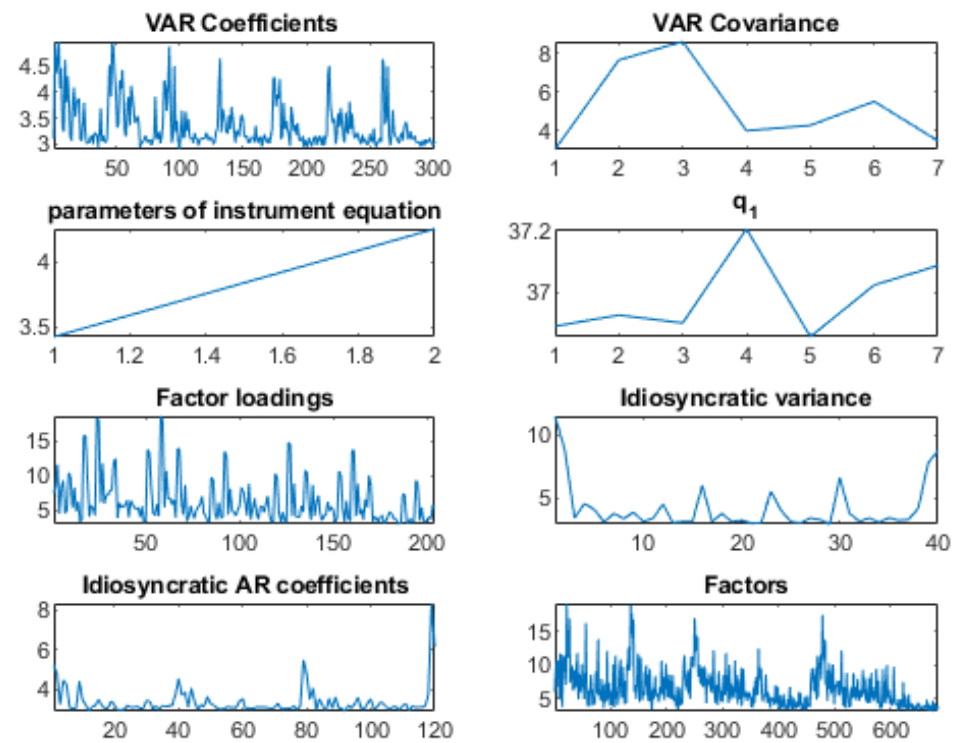 VAR Coefficients
4.5
4
3.5
3
50 100 150 200 250 300
VAR Covariance
8
6
4
1 2 3 4 5 6 7
parameters of instrument equation
4
3.5
1 1.2 1.4 1.6 1.8 2
q1
37.2
37
1 2 3 4 5 6 7
Factor loadings
15
10
5
50 100 150 200
Idiosyncratic variance
10
5
10 20 30 40
Idiosyncratic AR coefficients
8
6
4
20 40 60 80 100 120
Factors
15
10
5
100 200 300 400 500 600